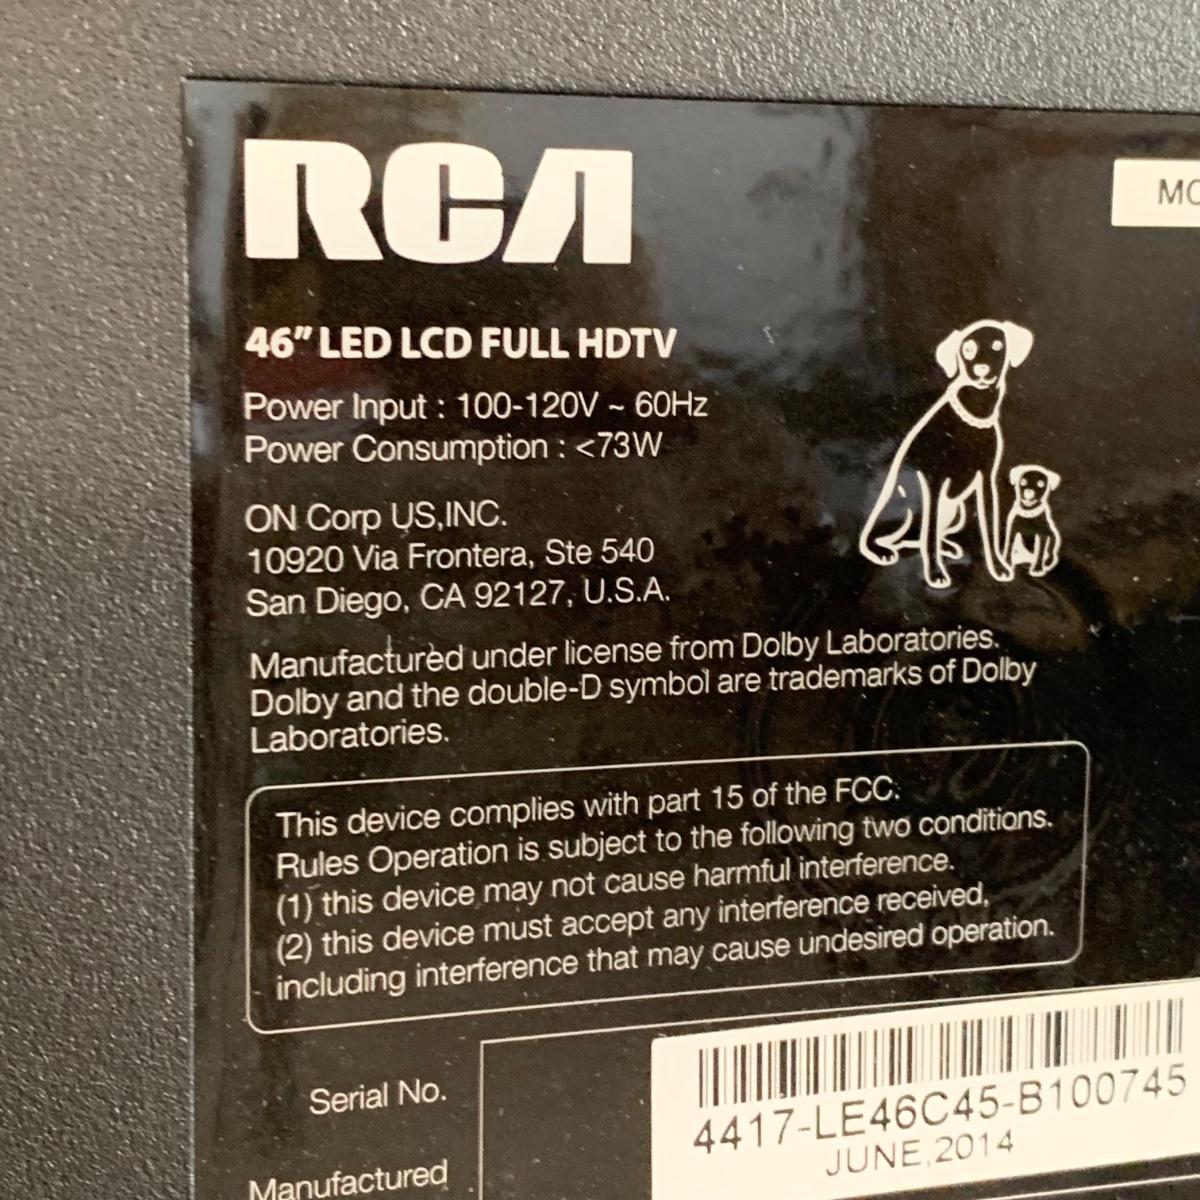 RCA
MO
46" LED LCD FULL HDTV
Power Input : 100-120V ~ 60Hz
Power Consumption : <73W
ON Corp US,INC.
10920 Via Frontera, Ste 540
San Diego, CA 92127, U.S.A.
Manufactured under license from Dolby Laboratories.
Dolby and the double-D symbol are trademarks of Dolby
Laboratories.
This device complies with part 15 of the FCC.
Rules Operation is subject to the following two conditions.
(1) this device may not cause harmful interference.
(2) this device must accept any interference received,
including interference that may cause undesired operation.
Serial No.
4417-LE46C45-B100745
JUNE,2014
Manufactured